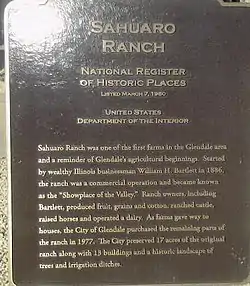 SAHUARO
RANCH
NATIONAL REGISTER
OF HISTORIC PLACES
LISTED MARCH 7, 1980
UNITED STATES
DEPARTMENT OF THE INTERIOR
Sahuaro Ranch was one of the first farms in the Glendale area
and a reminder of Glendale's agricultural beginnings. Started
by wealthy Illinois businessman William H. Bartlett in 1886,
the ranch was a commercial operation and became known
as the "Showplace of the Valley." Ranch owners, including
Bartlett, produced fruit, grains and cotton, ranched cattle,
raised horses and operated a dairy. As farms gave way to
houses, the City of Glendale purchased the remaining parts of
the ranch in 1977. The City preserved 17 acres of the original
ranch along with 13 buildings and a historic landscape of
trees and irrigation ditches.